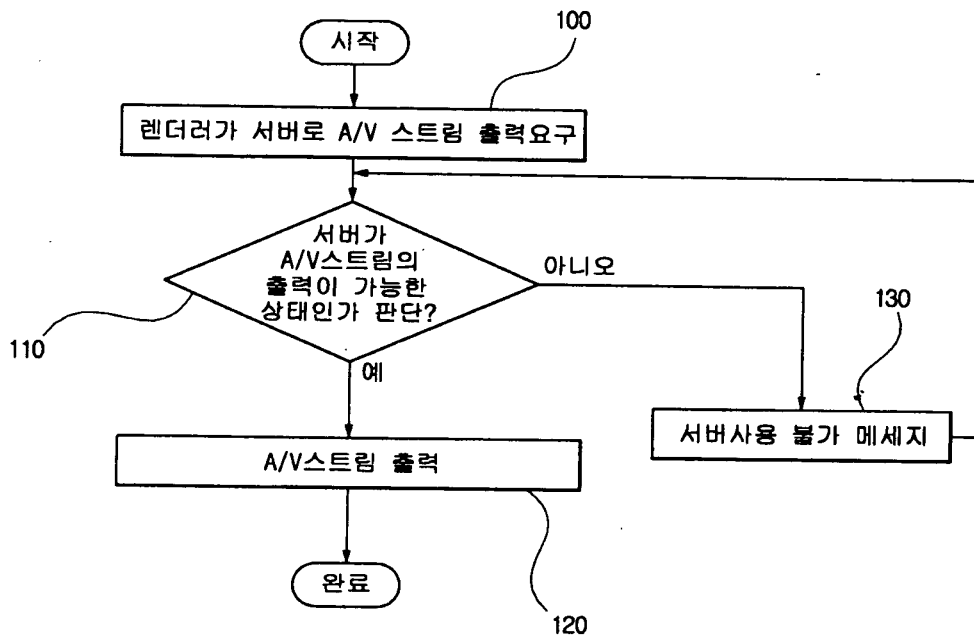 시작
100
렌더러가 서버로 A/V 스트림 출력요구
서버가
A/V스트림의
출력이 가능한
상태인가 판단?
아니오
110
예
130
서버사용 불가 메세지
A/V스트림 출력
완료
120